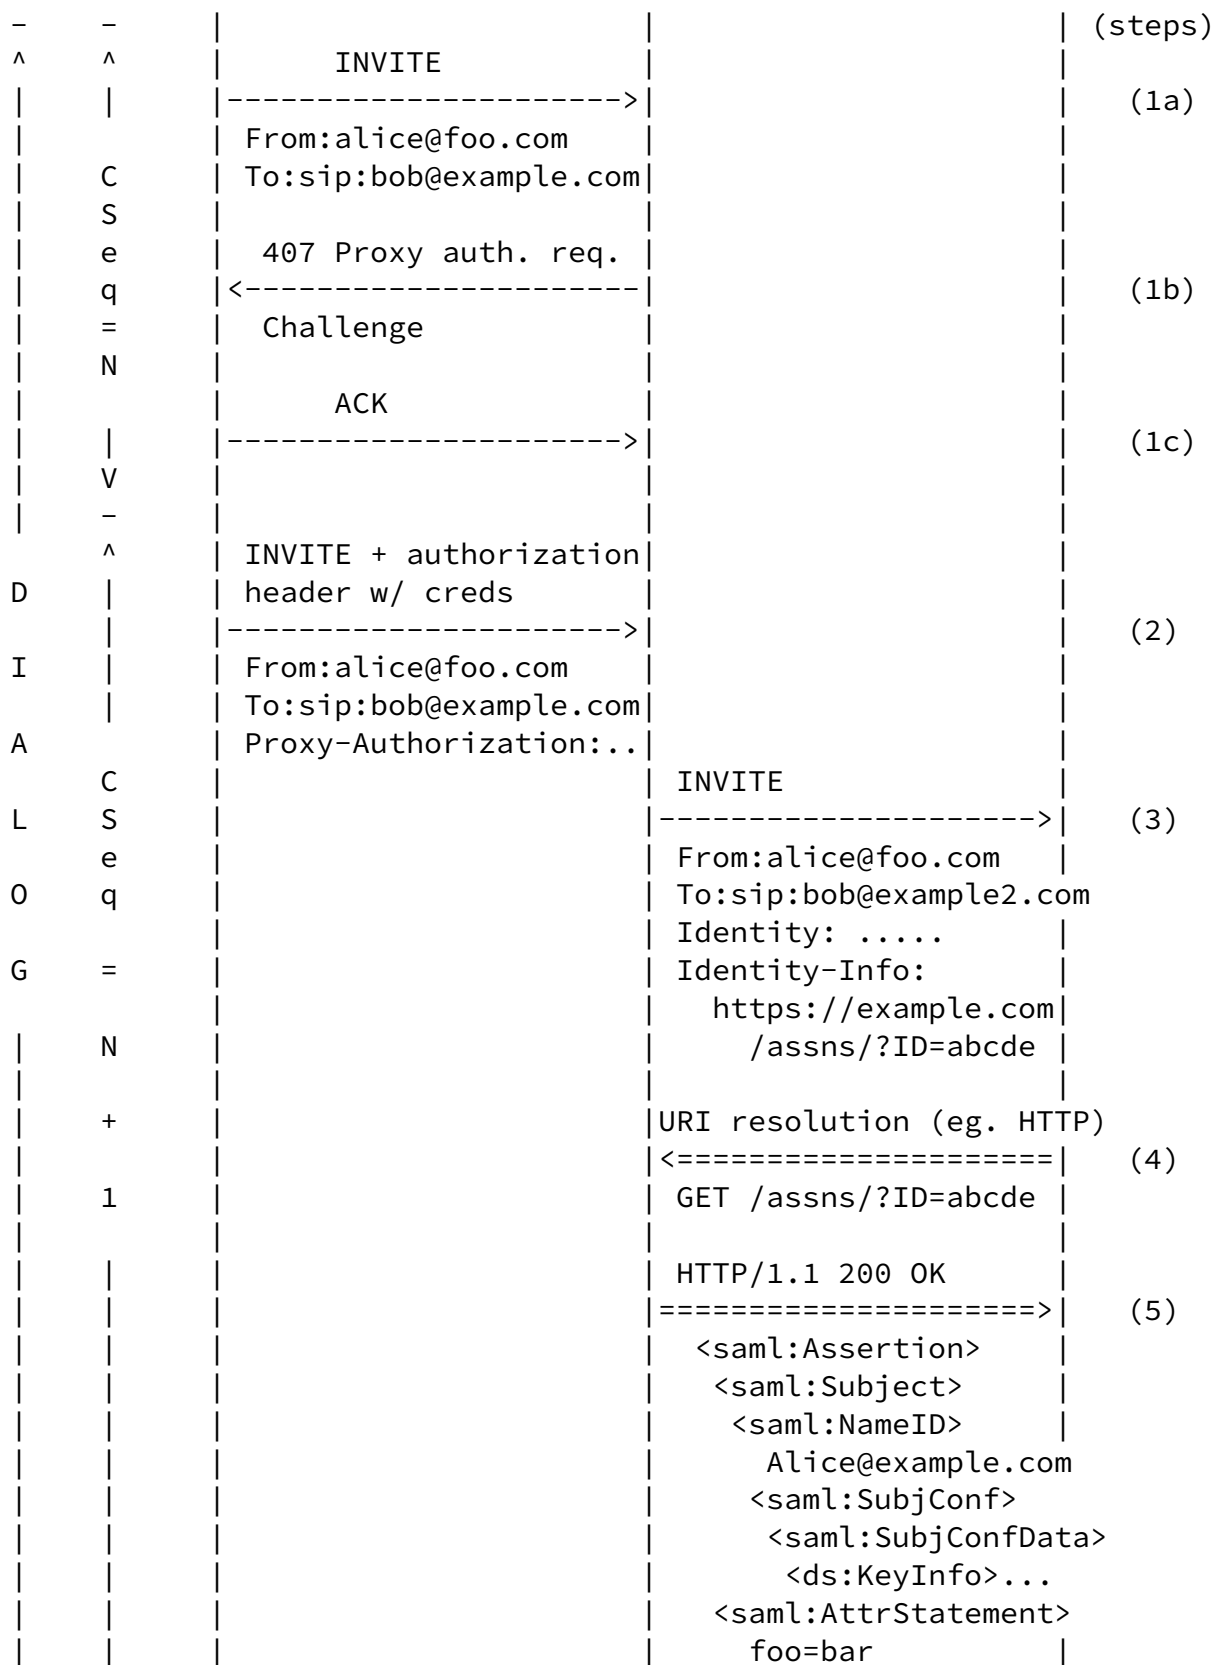 -    -     |                       |                       | (steps)
^    ^     |      INVITE           |                       |
|    |     |---------------------->|                       |   (1a)
|          | From:alice@foo.com    |                       |
|    C     | To:sip:bob@example.com|                       |
|    S     |                       |                       |
|    e     |  407 Proxy auth. req. |                       |
|    q     |<----------------------|                       |   (1b)
|    =     |  Challenge            |                       |
|    N     |                       |                       |
|          |      ACK              |                       |
|    |     |---------------------->|                       |   (1c)
|    V     |                       |                       |
|    -     |                       |                       |
     ^     | INVITE + authorization|                       |
D    |     | header w/ creds       |                       |
     |     |---------------------->|                       |   (2)
I    |     | From:alice@foo.com    |                       |
     |     | To:sip:bob@example.com|                       |
A          | Proxy-Authorization:..|                       |
     C     |                       | INVITE                |
L    S     |                       |--------------------->|   (3)
     e     |                       | From:alice@foo.com    |
O    q     |                       | To:sip:bob@example2.com
           |                       | Identity: .....       |
G    =     |                       | Identity-Info:        |
           |                       |   https://example.com|
|    N     |                       |     /assns/?ID=abcde |
|          |                       |                       |
|    +     |                       |URI resolution (eg. HTTP)
|          |                       |<=====================|   (4)
|    1     |                       | GET /assns/?ID=abcde |
|          |                       |                       |
|    |     |                       | HTTP/1.1 200 OK       |
|    |     |                       |=====================>|   (5)
|    |     |                       |  <saml:Assertion>     |
|    |     |                       |   <saml:Subject>      |
|    |     |                       |    <saml:NameID>      |
|    |     |                       |      Alice@example.com
|    |     |                       |     <saml:SubjConf>
|    |     |                       |      <saml:SubjConfData>
|    |     |                       |       <ds:KeyInfo>...
|    |     |                       |   <saml:AttrStatement>
|    |     |                       |     foo=bar           |